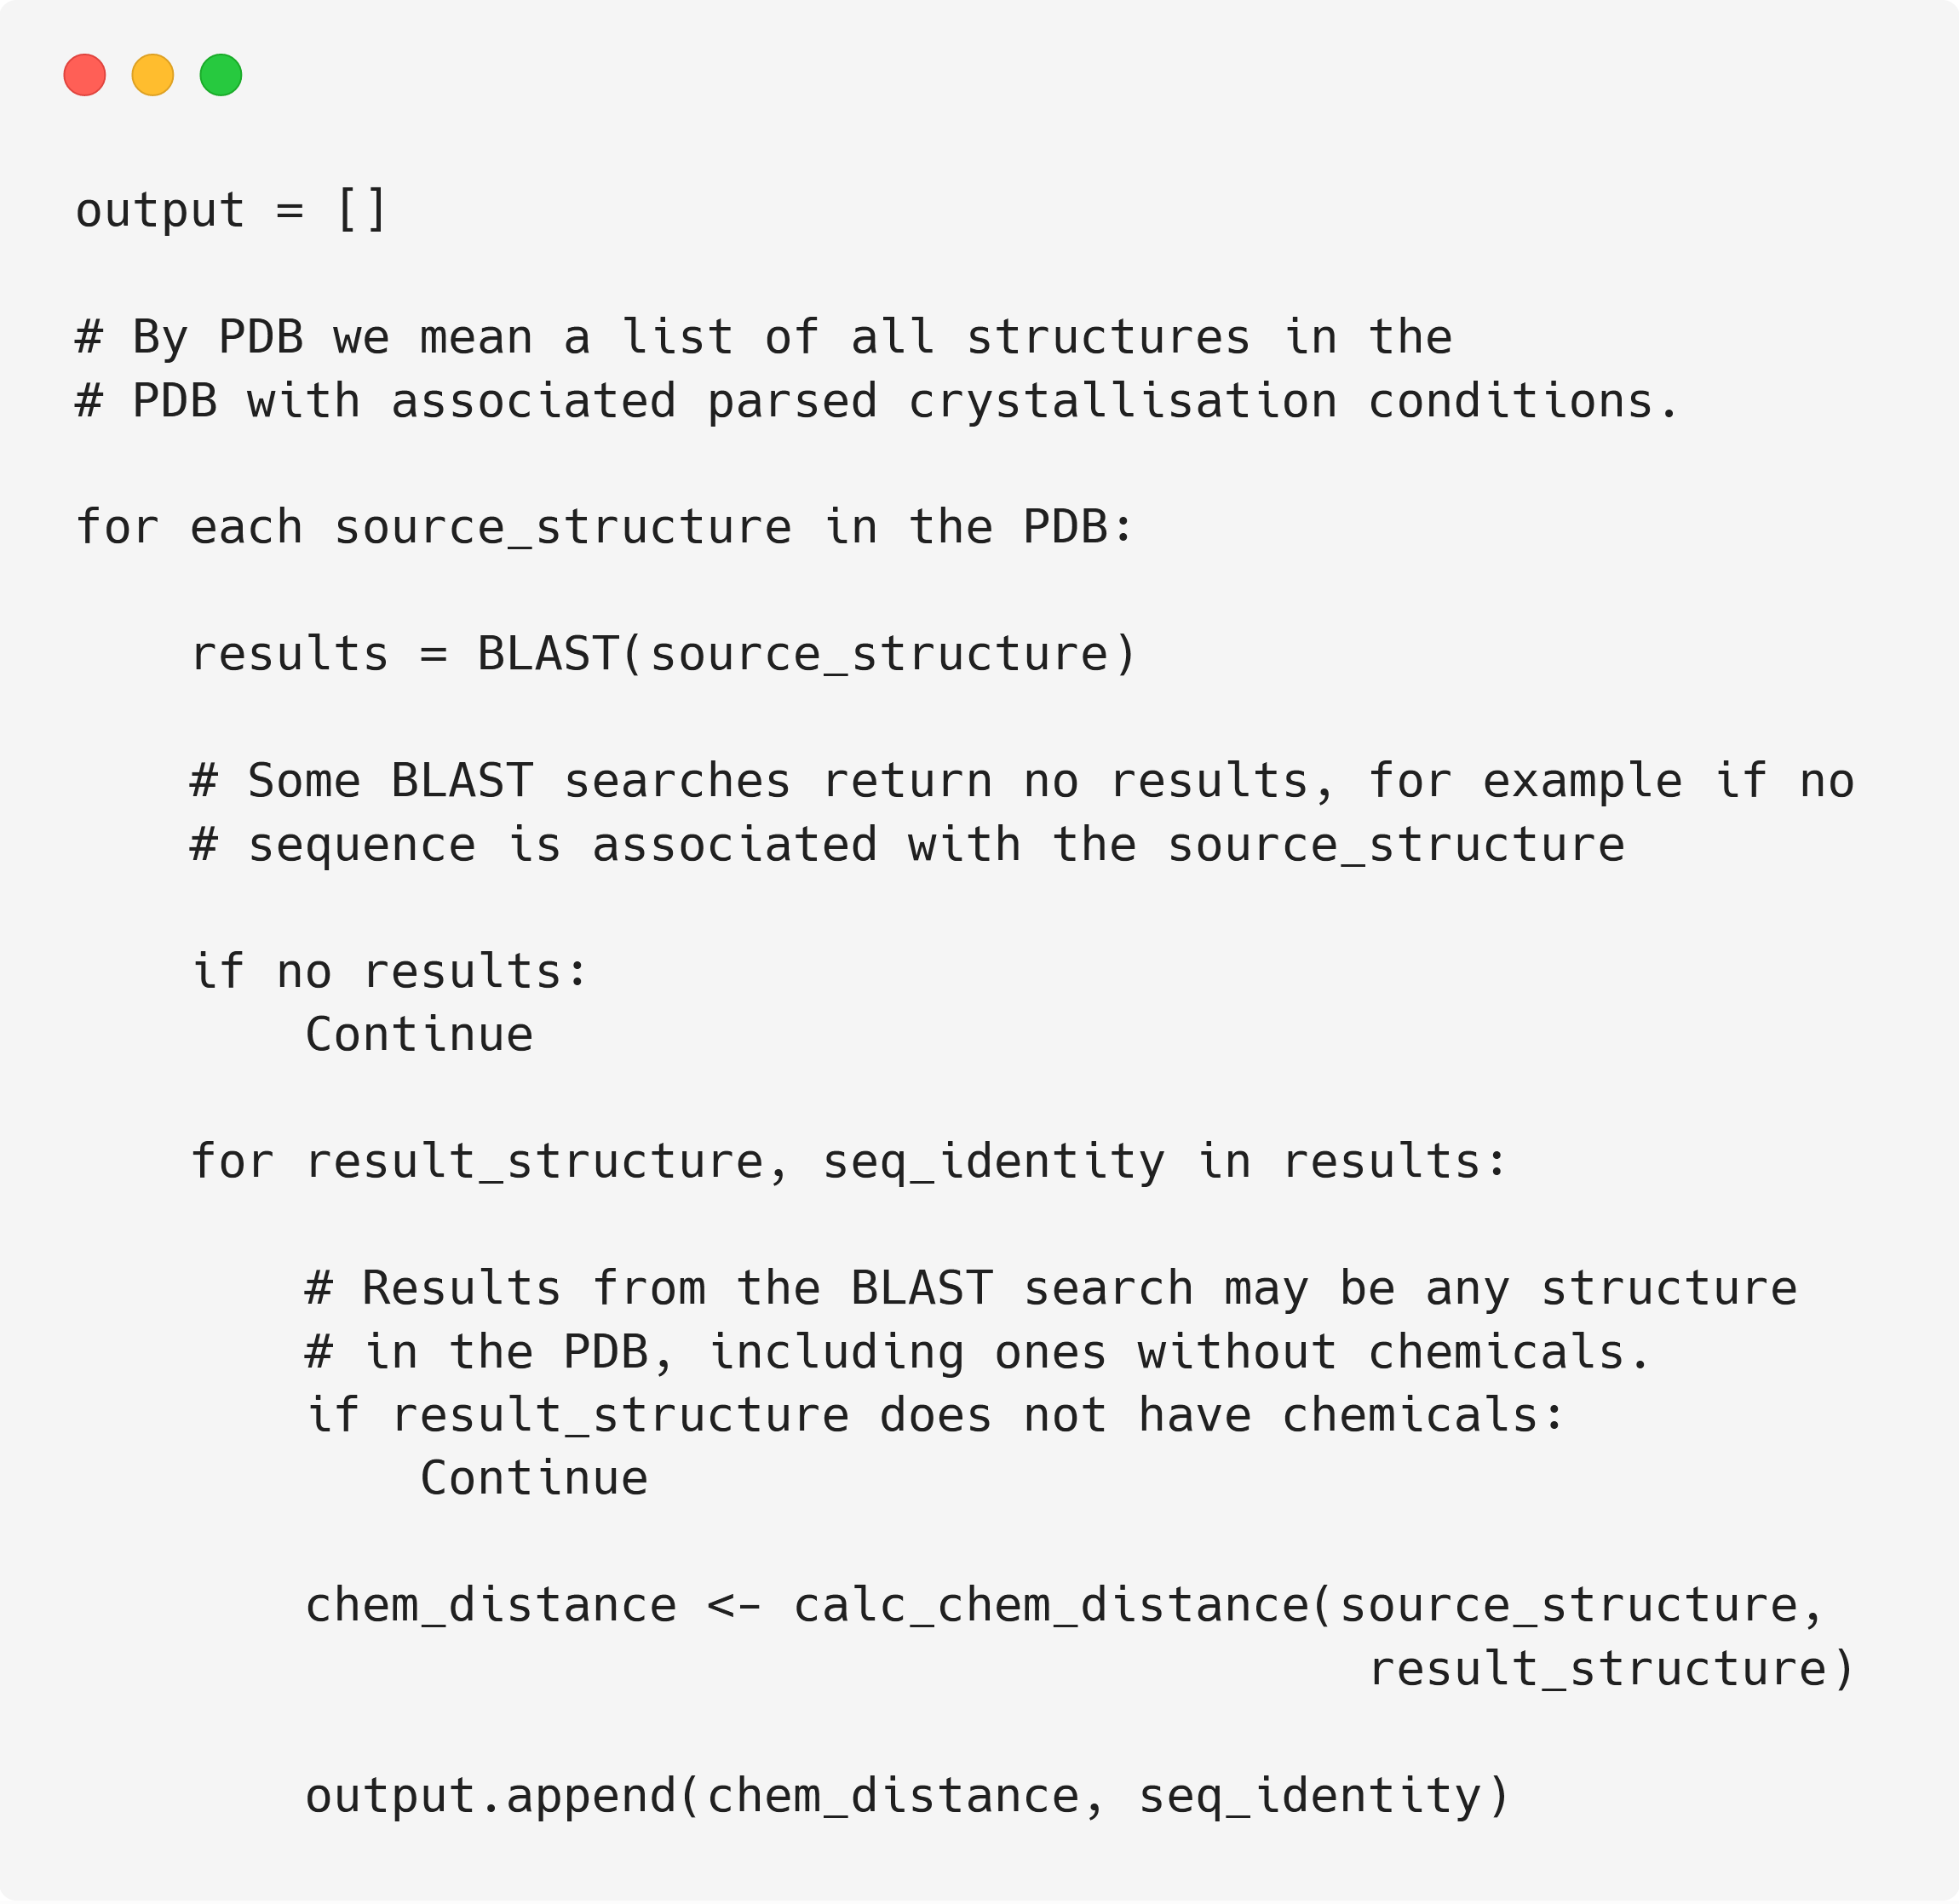 output = []

# By PDB we mean a list of all structures in the
# PDB with associated parsed crystallisation conditions.

for each source_structure in the PDB:

    results = BLAST(source_structure)

    # Some BLAST searches return no results, for example if no
    # sequence is associated with the source_structure

    if no results:
        Continue

    for result_structure, seq_identity in results:

        # Results from the BLAST search may be any structure
        # in the PDB, including ones without chemicals.
        if result_structure does not have chemicals:
            Continue

        chem_distance <- calc_chem_distance(source_structure,
                                             result_structure)

        output.append(chem_distance, seq_identity)